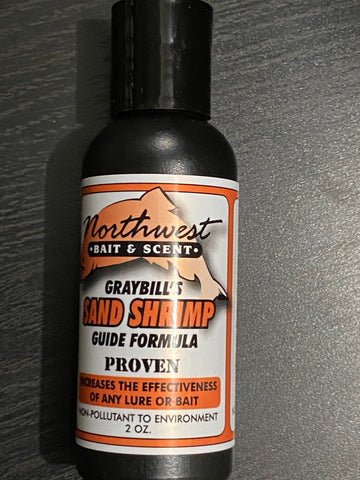 Northwest
• BAIT & SCENT •
GRAYBILL'S
SAND SHRIMP
GUIDE FORMULA
PROVEN
INCREASES THE EFFECTIVENESS
OF ANY LURE OR BAIT
NON-POLLUTANT TO ENVIRONMENT
2 OZ.